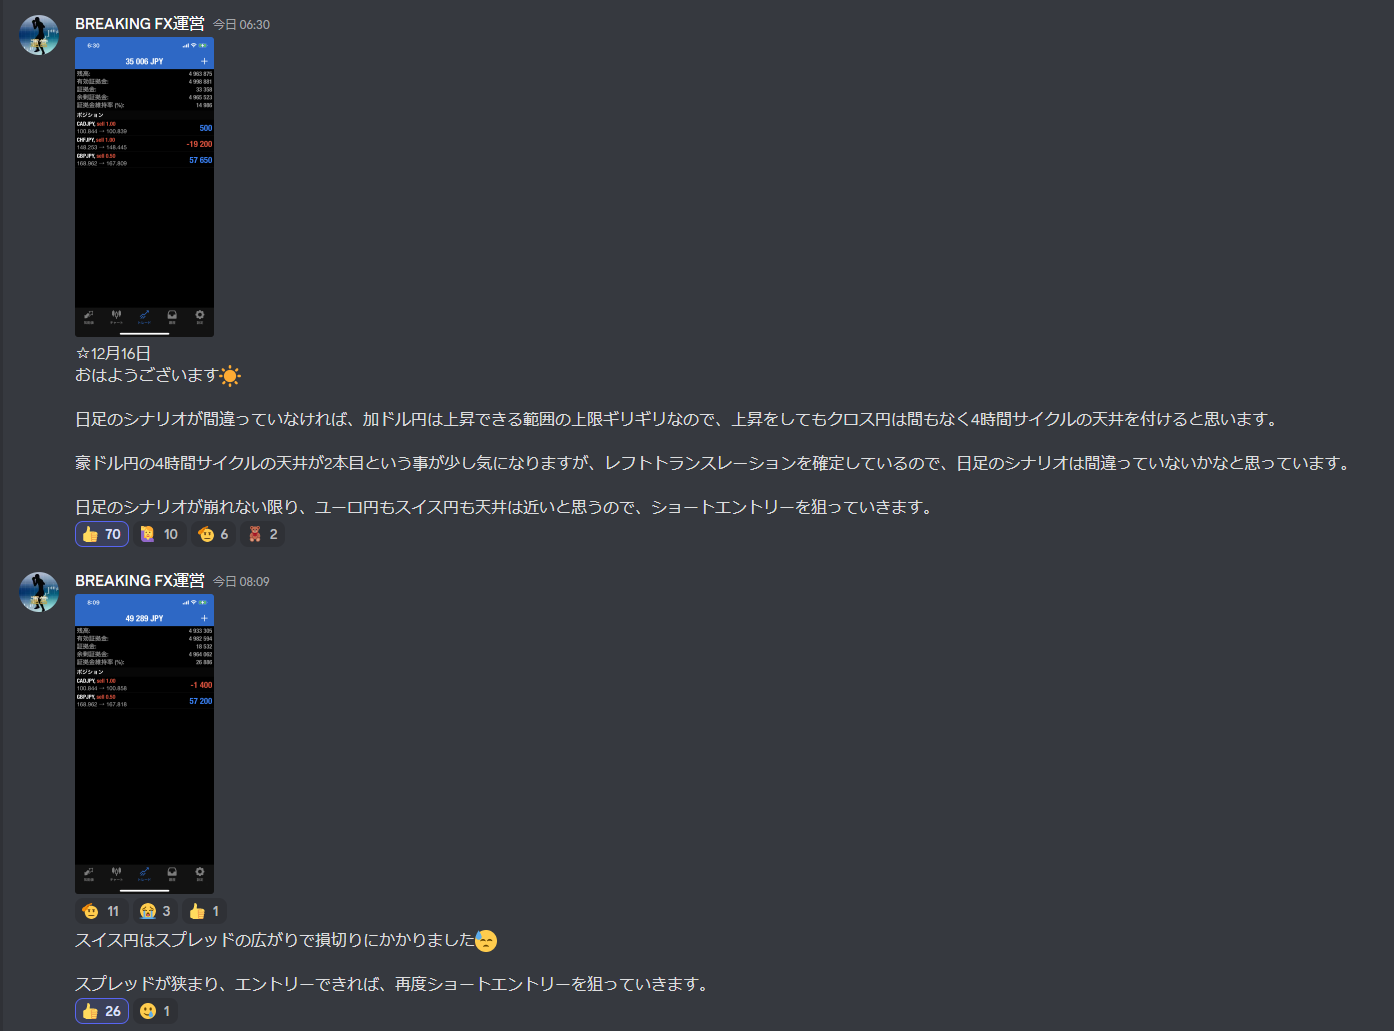 BREAKING FX運営 今日 06:30
6:30
35 006 JPY +
残高: 4 963 875
有効証拠金: 4 998 881
証拠金: 33 358
余剰証拠金: 4 965 523
証拠金維持率 (%): 14 986
ポジション
CADJPY, sell 1.00
100.844 → 100.839 500
CHFJPY, sell 1.00
148.253 → 148.445 -19 200
GBPJPY, sell 0.50
168.962 → 167.809 57 650
チャート
☆12月16日
おはようございます☀️
日足のシナリオが間違っていなければ、加ドル円は上昇できる範囲の上限ギリギリなので、上昇をしてもクロス円は間もなく4時間サイクルの天井を付けると思います。
豪ドル円の4時間サイクルの天井が2本目という事が少し気になりますが、レフトトランスレーションを確定しているので、日足のシナリオは間違っていないかなと思っています。
日足のシナリオが崩れない限り、ユーロ円もスイス円も天井は近いと思うので、ショートエントリーを狙っていきます。
70 10 6 2
BREAKING FX運営 今日 08:09
8:09
49 289 JPY +
残高: 4 933 305
有効証拠金: 4 982 594
証拠金: 18 532
余剰証拠金: 4 964 062
証拠金維持率 (%): 26 886
ポジション
CADJPY, sell 1.00
100.844 → 100.858 -1 400
GBPJPY, sell 0.50
168.962 → 167.818 57 200
チャート
11 3 1
スイス円はスプレッドの広がりで損切りにかかりました😓
スプレッドが狭まり、エントリーできれば、再度ショートエントリーを狙っていきます。
26 1